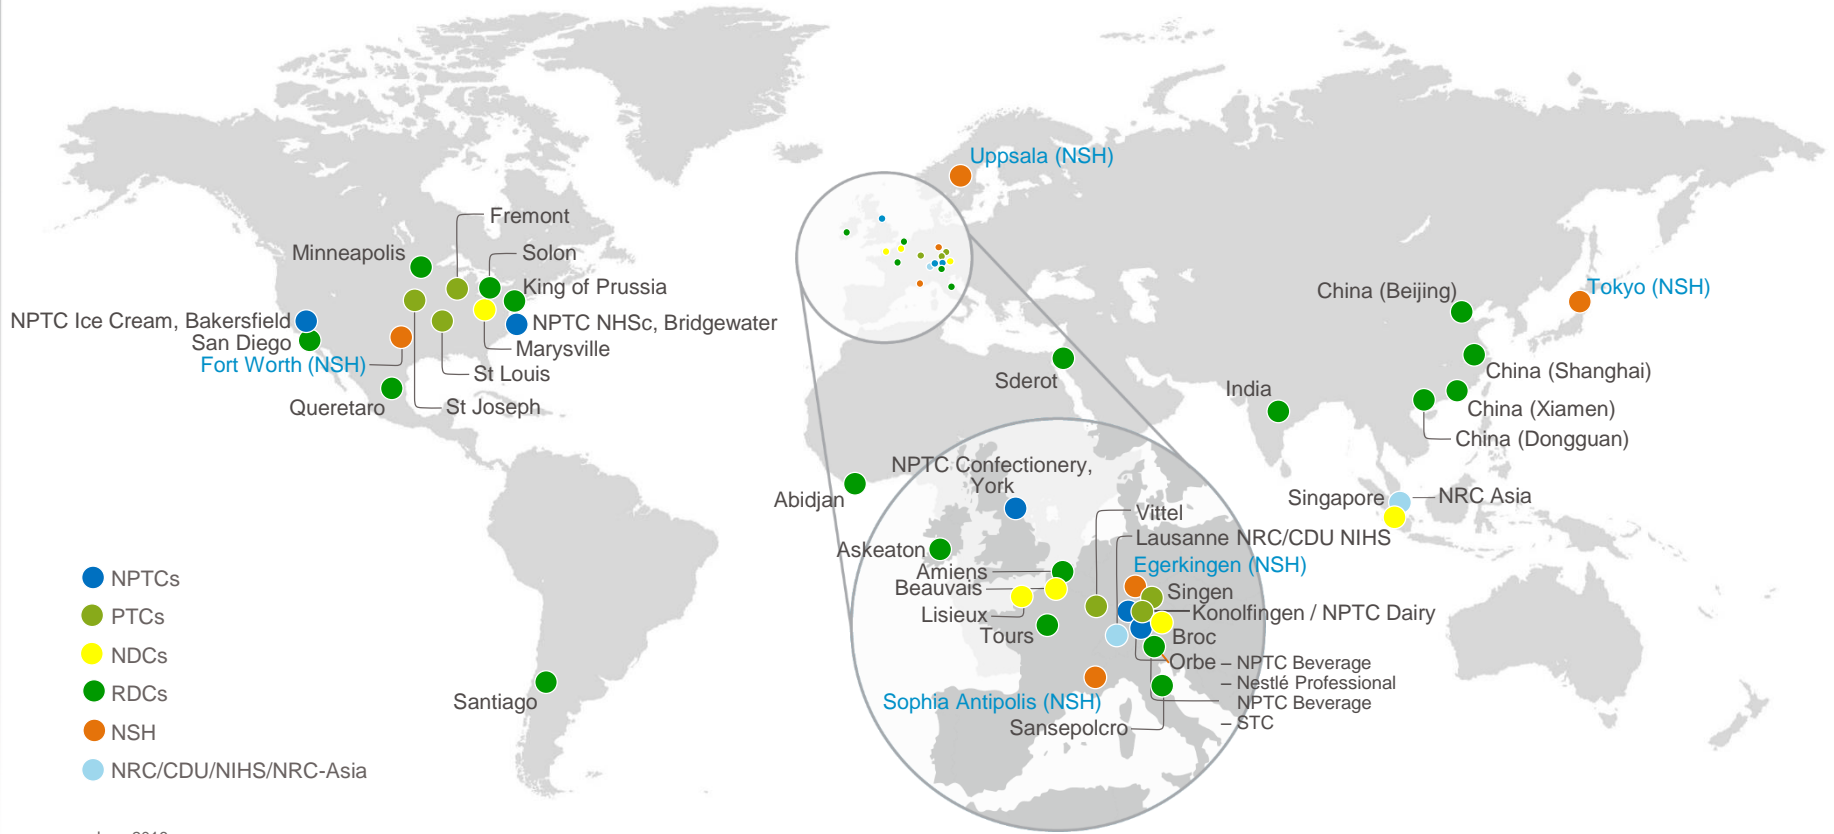 Uppsala (NSH)
Fremont
Minneapolis
Solon
King of Prussia
NPTC Ice Cream, Bakersfield
NPTC NHSc, Bridgewater
San Diego
Marysville
Fort Worth (NSH)
St Louis
Queretaro
St Joseph
China (Beijing)
Tokyo (NSH)
China (Shanghai)
Sderot
India
China (Xiamen)
China (Dongguan)
NPTC Confectionery,
York
Abidjan
Singapore
NRC Asia
Vittel
Lausanne NRC/CDU NIHS
Askeaton
Egerkingen (NSH)
Amiens
Beauvais
Singen
Lisieux
Konolfingen / NPTC Dairy
Tours
Broc
Orbe – NPTC Beverage
– Nestlé Professional
NPTC Beverage
– STC
Sophia Antipolis (NSH)
Sansepolcro
Santiago
NPTCs
PTCs
NDCs
RDCs
NSH
NRC/CDU/NIHS/NRC-Asia